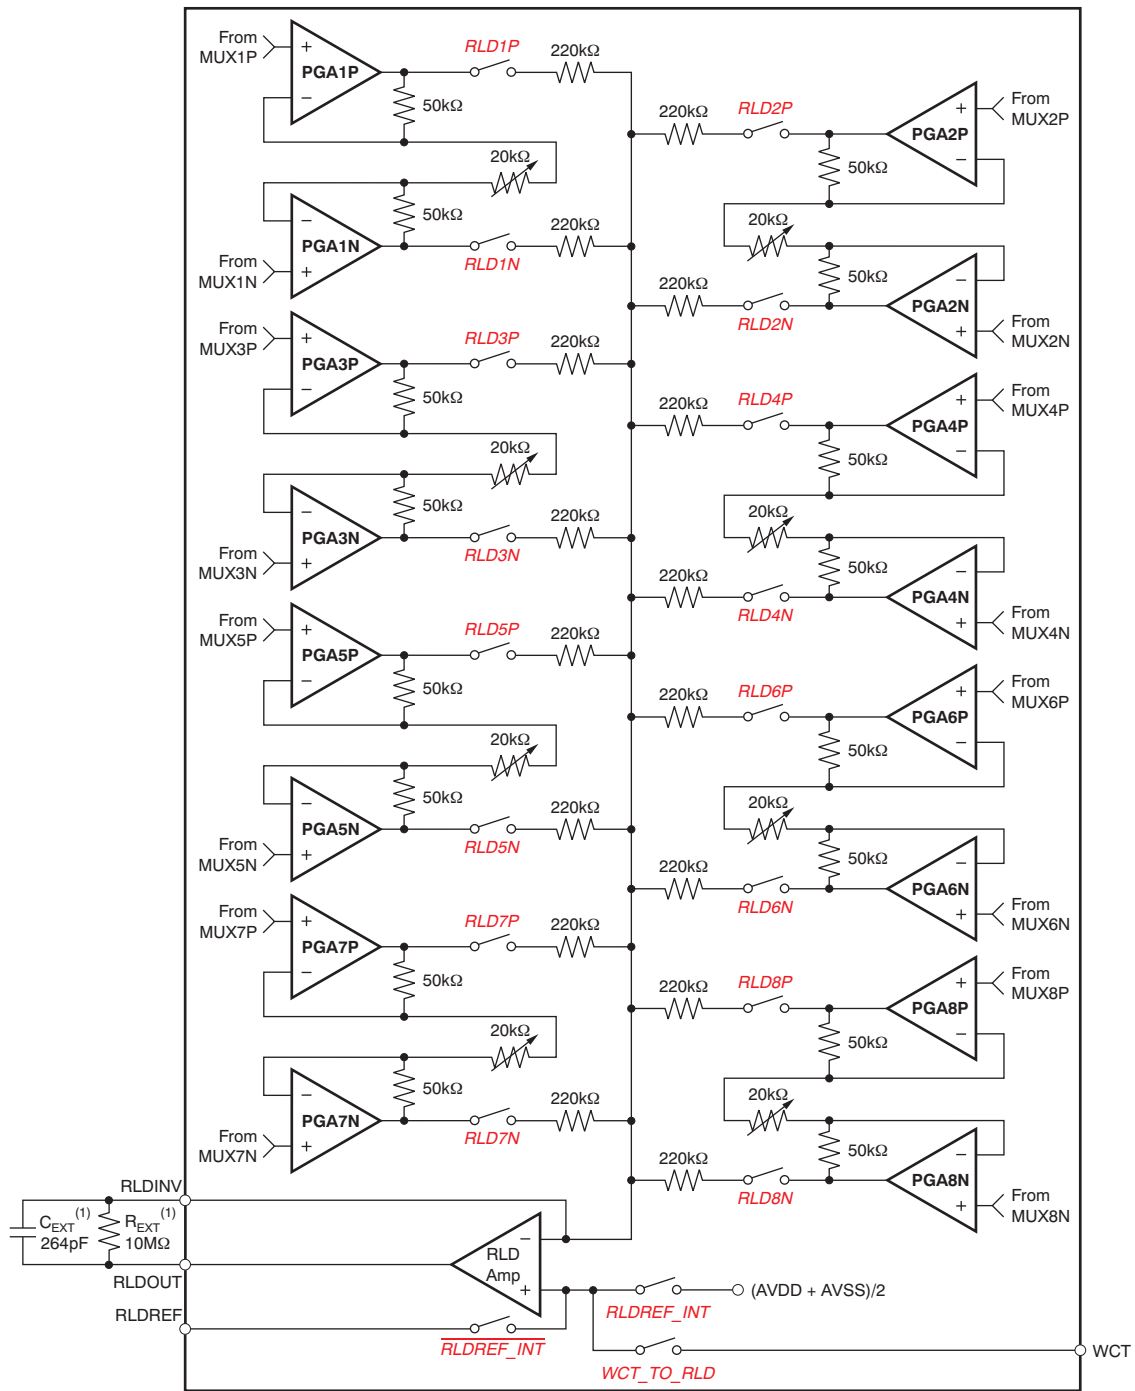 From
MUX1P
+
PGA1P
−
RLD1P
220kΩ
50kΩ
20kΩ
−
PGA1N
+
50kΩ
220kΩ
RLD1N
From
MUX1N
From
MUX3P
+
PGA3P
−
RLD3P
220kΩ
50kΩ
20kΩ
−
PGA3N
+
50kΩ
220kΩ
RLD3N
From
MUX3N
From
MUX5P
+
PGA5P
−
RLD5P
220kΩ
50kΩ
20kΩ
−
PGA5N
+
50kΩ
220kΩ
RLD5N
From
MUX5N
From
MUX7P
+
PGA7P
−
RLD7P
220kΩ
50kΩ
20kΩ
−
PGA7N
+
50kΩ
220kΩ
RLD7N
From
MUX7N
220kΩ
RLD2P
+
PGA2P
−
From
MUX2P
50kΩ
20kΩ
220kΩ
RLD2N
50kΩ
−
PGA2N
+
From
MUX2N
220kΩ
RLD4P
+
PGA4P
−
From
MUX4P
50kΩ
20kΩ
220kΩ
RLD4N
50kΩ
−
PGA4N
+
From
MUX4N
220kΩ
RLD6P
+
PGA6P
−
From
MUX6P
50kΩ
20kΩ
220kΩ
RLD6N
50kΩ
−
PGA6N
+
From
MUX6N
220kΩ
RLD8P
+
PGA8P
−
From
MUX8P
50kΩ
20kΩ
220kΩ
RLD8N
50kΩ
−
PGA8N
+
From
MUX8N
RLDINV
CEXT(1)
264pF
REXT(1)
10MΩ
RLDOUT
RLDREF
−
RLD
Amp
+
RLDREF_INT
(AVDD + AVSS)/2
RLDREF_INT
WCT_TO_RLD
WCT